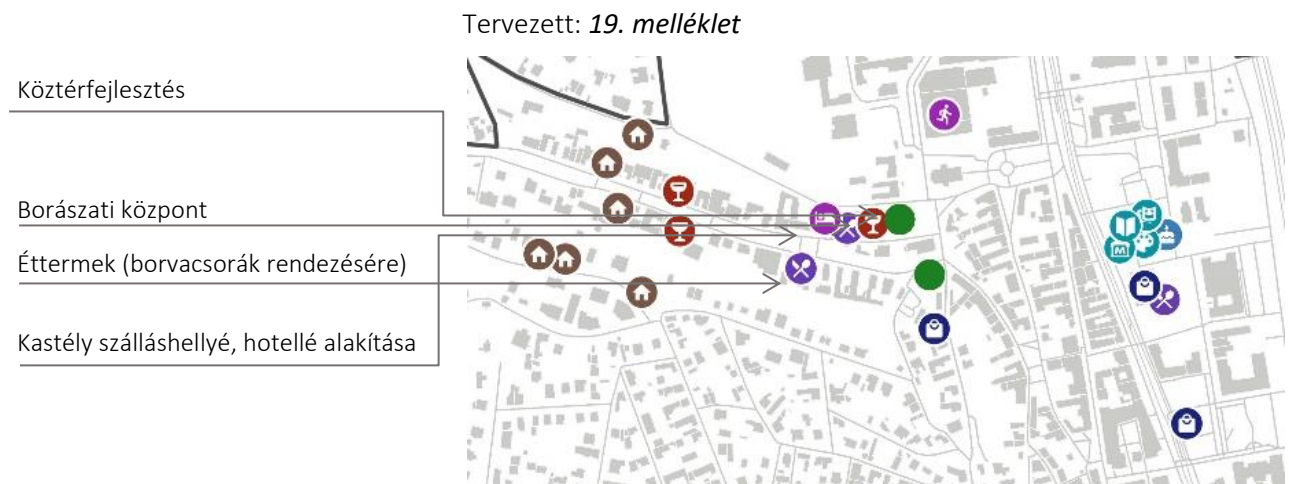 Tervezett: 19. melléklet
Köztérfejlesztés
Borászati központ
Éttermek (borvacsorák rendezésére)
Kastély szálláshellyé, hotellé alakítása